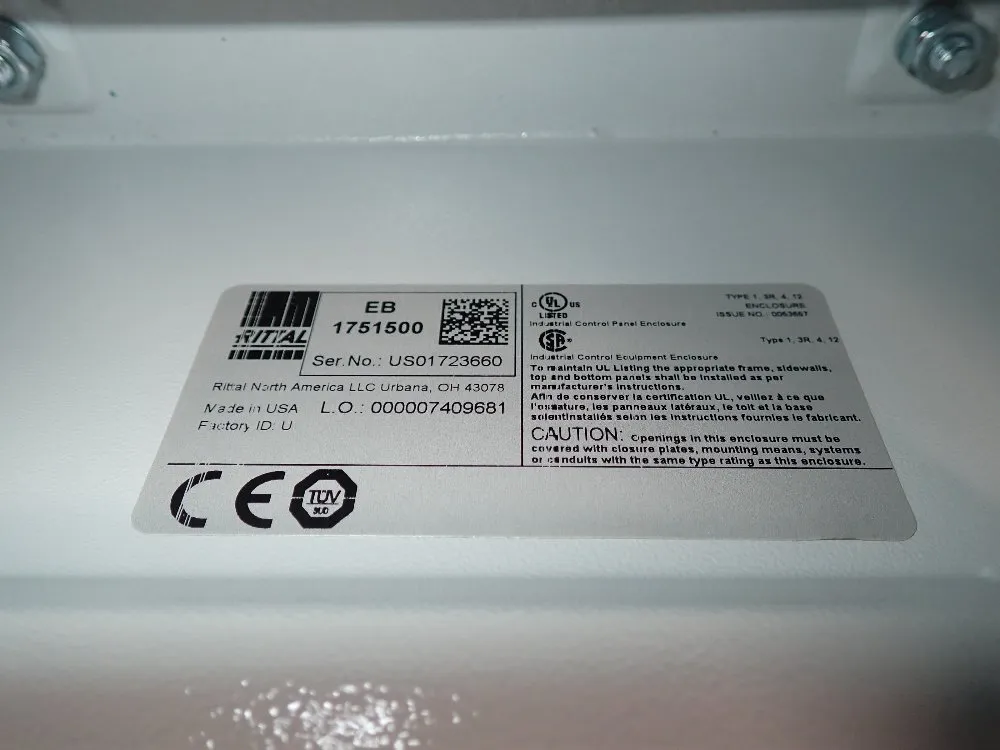 RITTAL
EB
1751500
Ser.No.: US01723660
Rittal North America LLC Urbana, OH 43078
Made in USA L.O.: 000007409681
Factory ID: U
C UL US
LISTED
TYPE 1, 3R, 4, 12
ENCLOSURE
ISSUE NO.: 0053667
Industrial Control Panel Enclosure
Type 1, 3R, 4, 12
Industrial Control Equipment Enclosure
To maintain UL Listing the appropriate frame, sidewalls,
top and bottom panels shall be installed as per
manufacturer's instructions.
Afin de conserver la certification UL, veillez à ce que
l'ossature, les panneaux latéraux, le toit et la base
soientinstallés selon les instructions fournies le fabricant.
CAUTION: openings in this enclosure must be
covered with closure plates, mounting means, systems
or conduits with the same type rating as this enclosure.
CE TÜV
SÜD